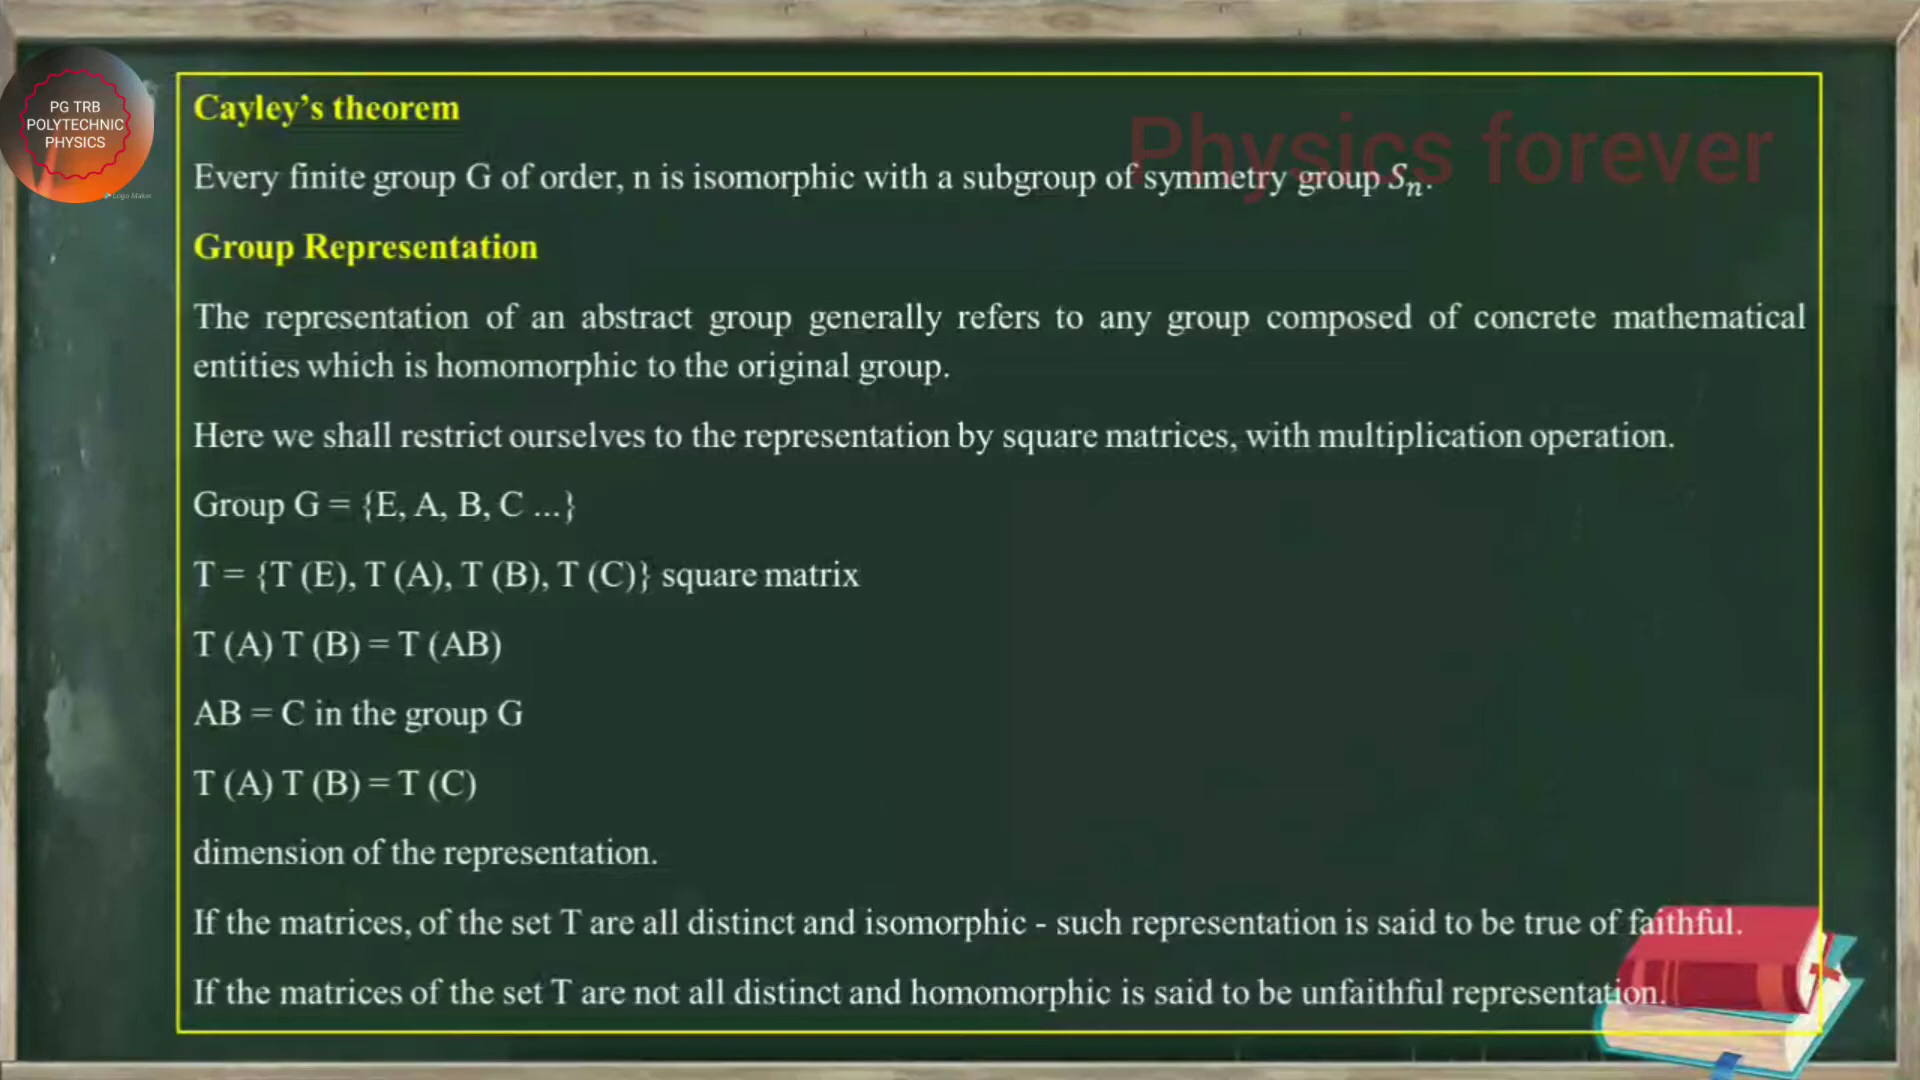 PG TRB
POLYTECHNIC
PHYSICS
Logo Maker
Physics forever
Cayley’s theorem
Every finite group G of order, n is isomorphic with a subgroup of symmetry group Sₙ.
Group Representation
The representation of an abstract group generally refers to any group composed of concrete mathematical
entities which is homomorphic to the original group.
Here we shall restrict ourselves to the representation by square matrices, with multiplication operation.
Group G = {E, A, B, C ...}
T = {T (E), T (A), T (B), T (C)} square matrix
T (A) T (B) = T (AB)
AB = C in the group G
T (A) T (B) = T (C)
dimension of the representation.
If the matrices, of the set T are all distinct and isomorphic - such representation is said to be true of faithful.
If the matrices of the set T are not all distinct and homomorphic is said to be unfaithful representation.